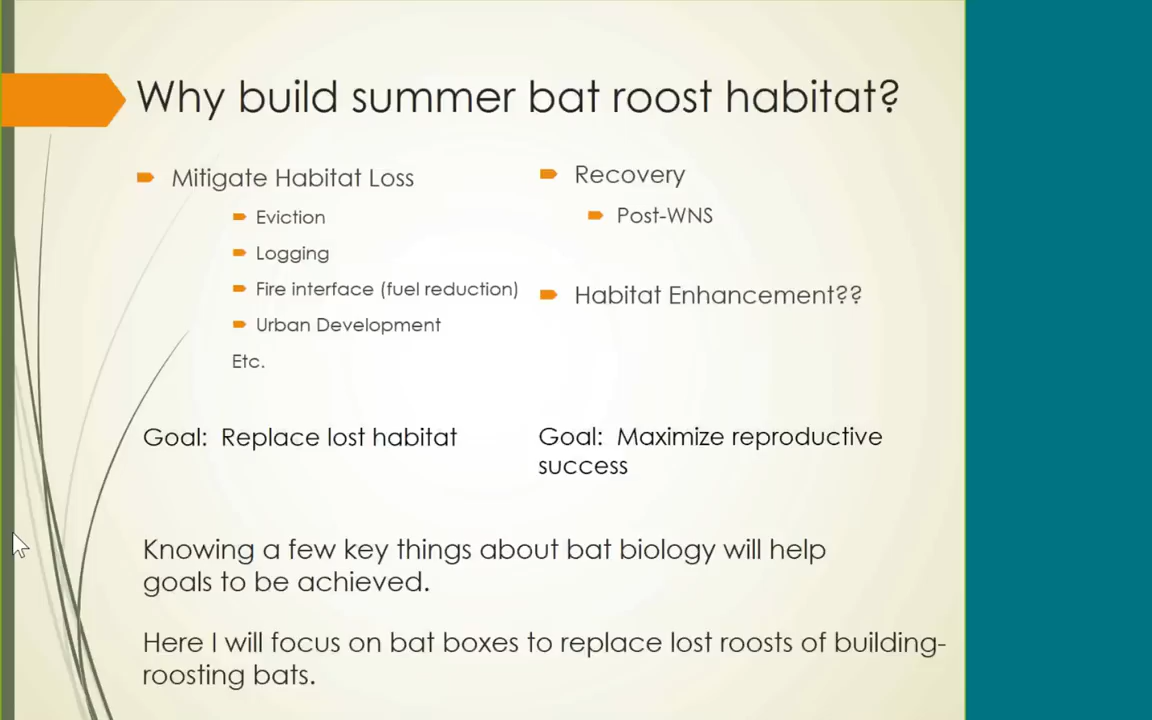 Why build summer bat roost habitat?
Mitigate Habitat Loss
Eviction
Logging
Fire interface (fuel reduction)
Urban Development
Etc.
Goal: Replace lost habitat
Recovery
Post-WNS
Habitat Enhancement??
Goal: Maximize reproductive
success
Knowing a few key things about bat biology will help
goals to be achieved.
Here I will focus on bat boxes to replace lost roosts of building-
roosting bats.